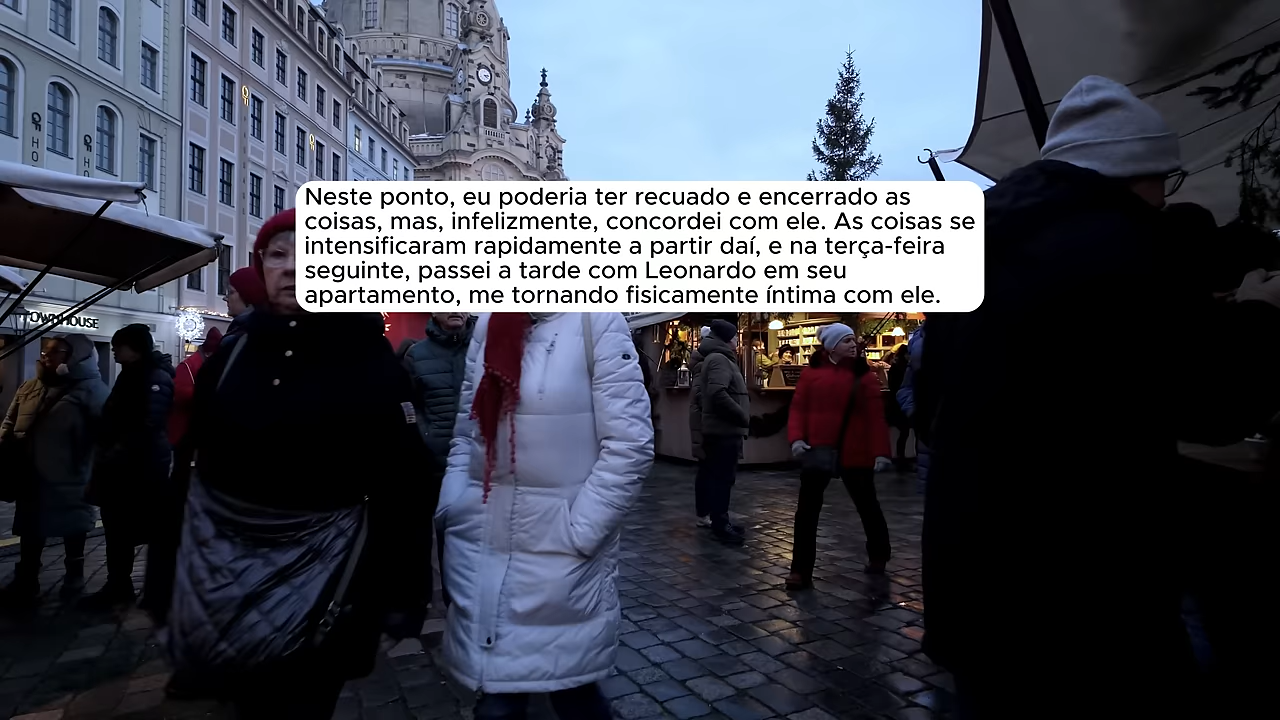 Neste ponto, eu poderia ter recuado e encerrado as
coisas, mas, infelizmente, concordei com ele. As coisas se
intensificaram rapidamente a partir daí, e na terça-feira
seguinte, passei a tarde com Leonardo em seu
apartamento, me tornando fisicamente íntima com ele.
TOWNHOUSE
HO